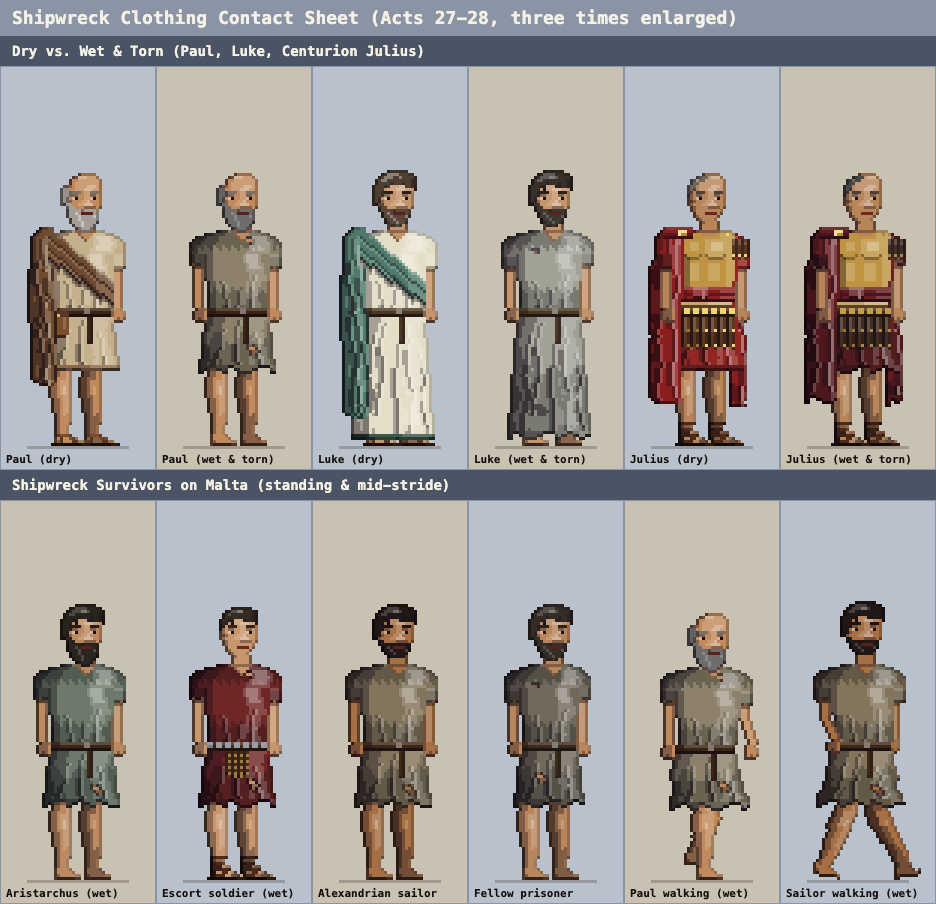 Shipwreck Clothing Contact Sheet (Acts 27–28, three times enlarged)
Dry vs. Wet & Torn (Paul, Luke, Centurion Julius)
Paul (dry)
Paul (wet & torn)
Luke (dry)
Luke (wet & torn)
Julius (dry)
Julius (wet & torn)
Shipwreck Survivors on Malta (standing & mid–stride)
Aristarchus (wet)
Escort soldier (wet)
Alexandrian sailor
Fellow prisoner
Paul walking (wet)
Sailor walking (wet)